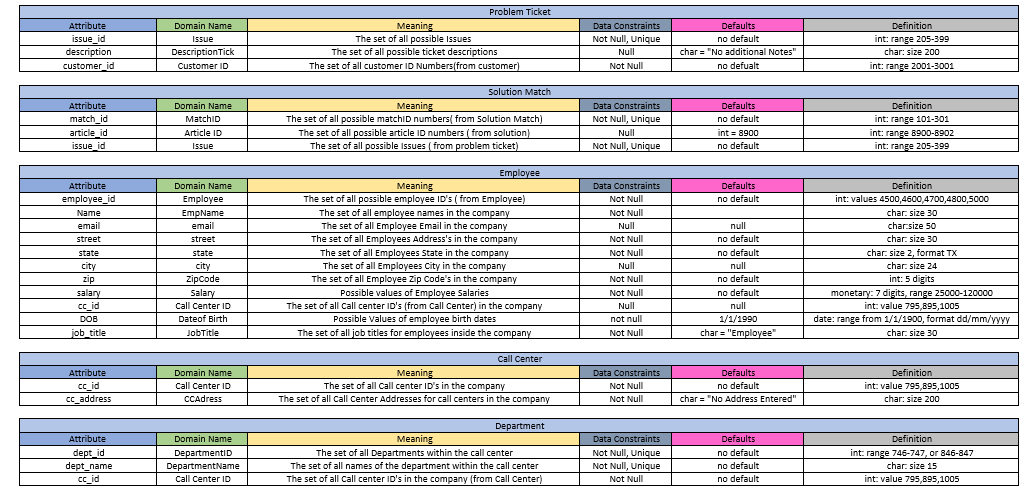 Problem Ticket
Attribute Domain Name Meaning Data Constraints Defaults Definition
issue_id Issue The set of all possible Issues Not Null, Unique no default int: range 205-399
description DescriptionTick The set of all possible ticket descriptions Null char = "No additional Notes" char: size 200
customer_id Customer ID The set of all customer ID Numbers(from customer) Not Null no defualt int: range 2001-3001
Solution Match
Attribute Domain Name Meaning Data Constraints Defaults Definition
match_id MatchID The set of all possible matchID numbers( from Solution Match) Not Null, Unique no default int: range 101-301
article_id Article ID The set of all possible article ID numbers ( from solution) Null int = 8900 int: range 8900-8902
issue_id Issue The set of all possible Issues ( from problem ticket) Not Null, Unique no default int: range 205-399
Employee
Attribute Domain Name Meaning Data Constraints Defaults Definition
employee_id Employee The set of all possible employee ID's ( from Employee) Not Null no default int: values 4500,4600,4700,4800,5000
Name EmpName The set of all employee names in the company Not Null char: size 30
email email The set of all Employee Email in the company Null null char:size 50
street street The set of all Employees Address's in the company Not Null no default char: size 30
state state The set of all Employees State in the company Not Null no default char: size 2, format TX
city city The set of all Employees City in the company Null null char: size 24
zip ZipCode The set of all Employee Zip Code's in the company Not Null no default int: 5 digits
salary Salary Possible values of Employee Salaries Not Null no default monetary: 7 digits, range 25000-120000
cc_id Call Center ID The set of all Call center ID's (from Call Center) in the company Null null int: value 795,895,1005
DOB Dateof Birth Possible Values of employee birth dates not null 1/1/1990 date: range from 1/1/1900, format dd/mm/yyyy
job_title JobTitle The set of all job titles for employees inside the company Not Null char = "Employee" char: size 30
Call Center
Attribute Domain Name Meaning Data Constraints Defaults Definition
cc_id Call Center ID The set of all Call center ID's in the company Not Null no default int: value 795,895,1005
cc_address CCAdress The set of all Call Center Addresses for call centers in the company Not Null char = "No Address Entered" char: size 200
Department
Attribute Domain Name Meaning Data Constraints Defaults Definition
dept_id DepartmentID The set of all Departments within the call center Not Null, Unique no default int: range 746-747, or 846-847
dept_name DepartmentName The set of all names of the department within the call center Not Null, Unique no default char: size 15
cc_id Call Center ID The set of all Call center ID's in the company (from Call Center) Not Null no default int: value 795,895,1005